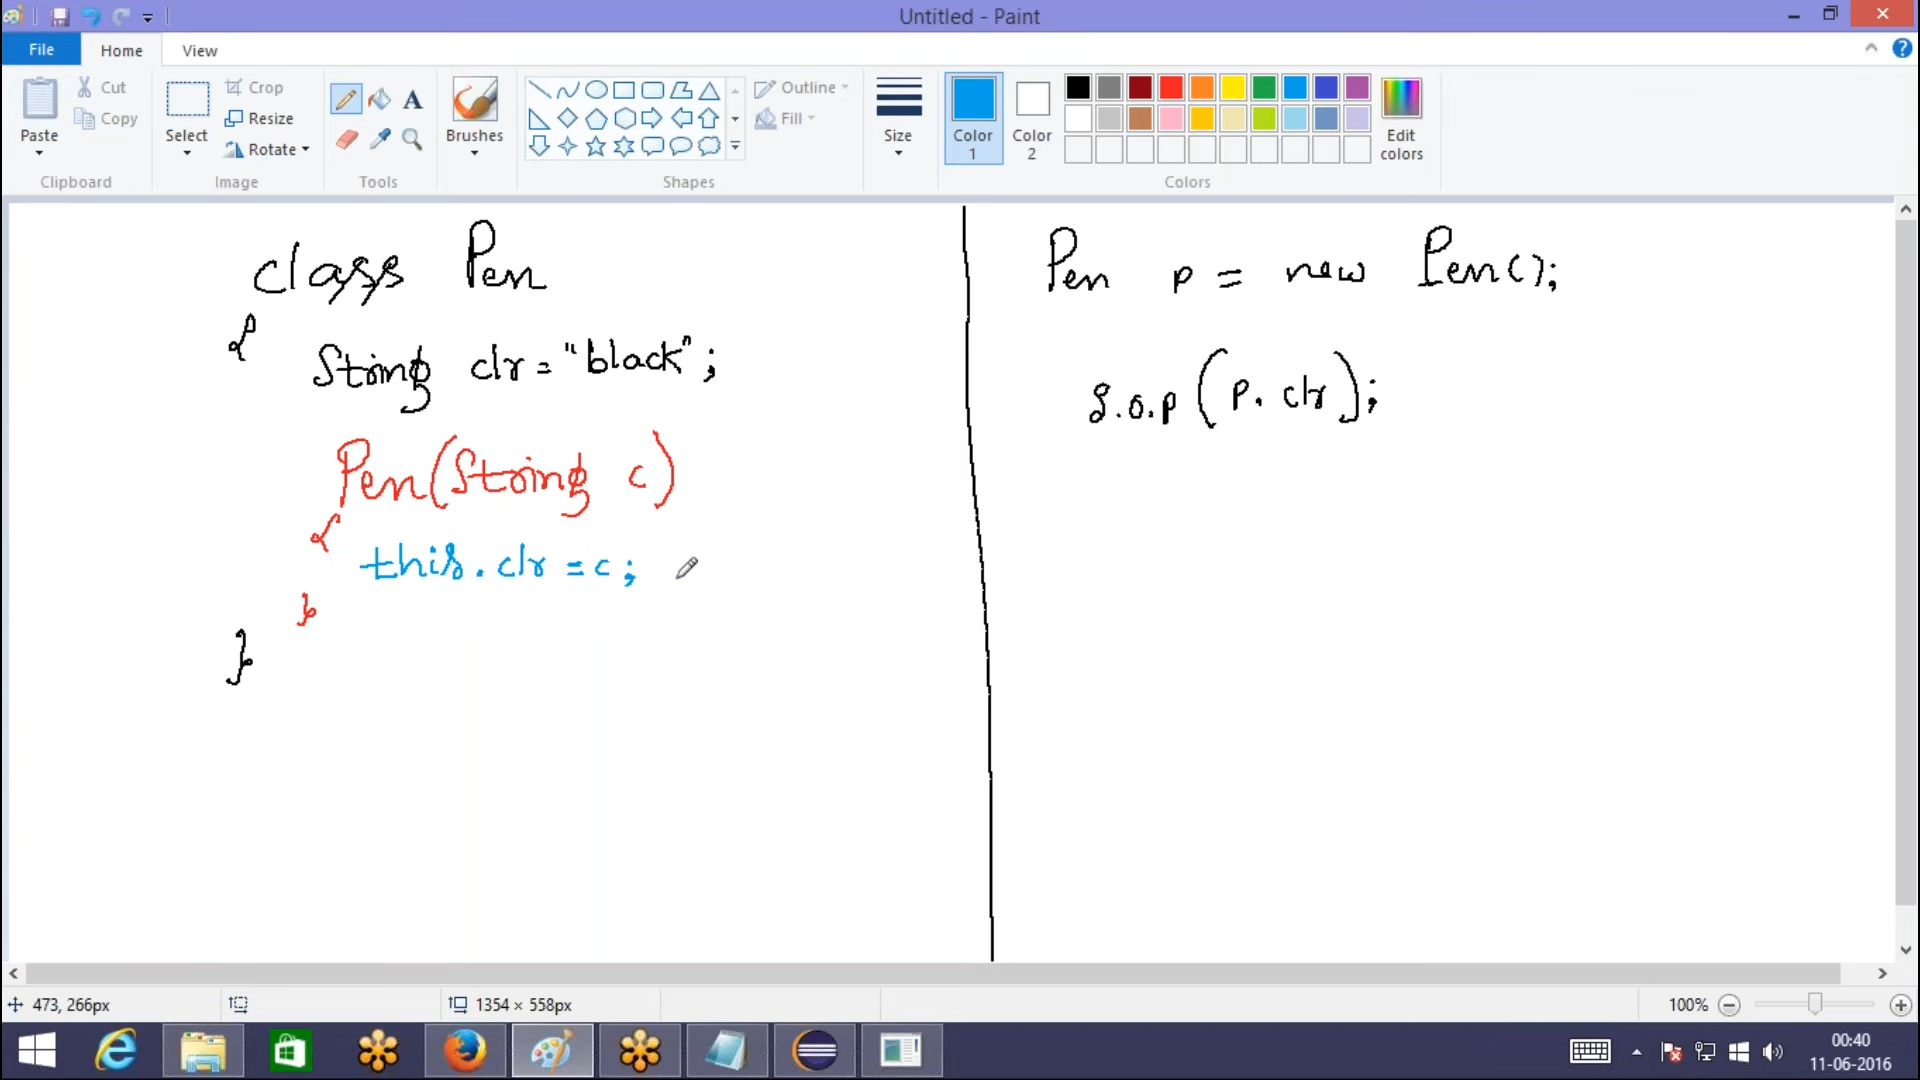 Untitled - Paint
File Home View
Paste Cut Copy Clipboard
Select Crop Resize Rotate Image
Tools
Brushes
Shapes Outline Fill
Size
Color 1 Color 2 Edit colors Colors
class Pen
{
String clr = "black";
Pen(String c)
{
this.clr = c;
}
}
Pen p = new Pen();
S.o.p(p.clr);
473, 266px
1354 × 558px
100%
00:40
11-06-2016